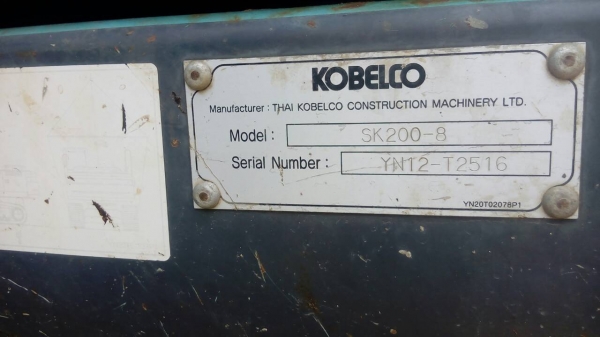 KOBELCO
Manufacturer : THAI KOBELCO CONSTRUCTION MACHINERY LTD.
Model : SK200-8
Serial Number : YN12-T2516
YN20T02078P1